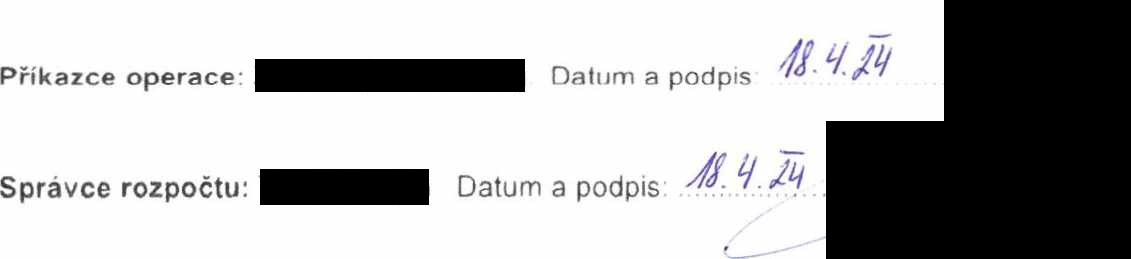 Příkazce operace: Datum a podpis: 18.4.24
Správce rozpočtu: Datum a podpis: 18.4.24